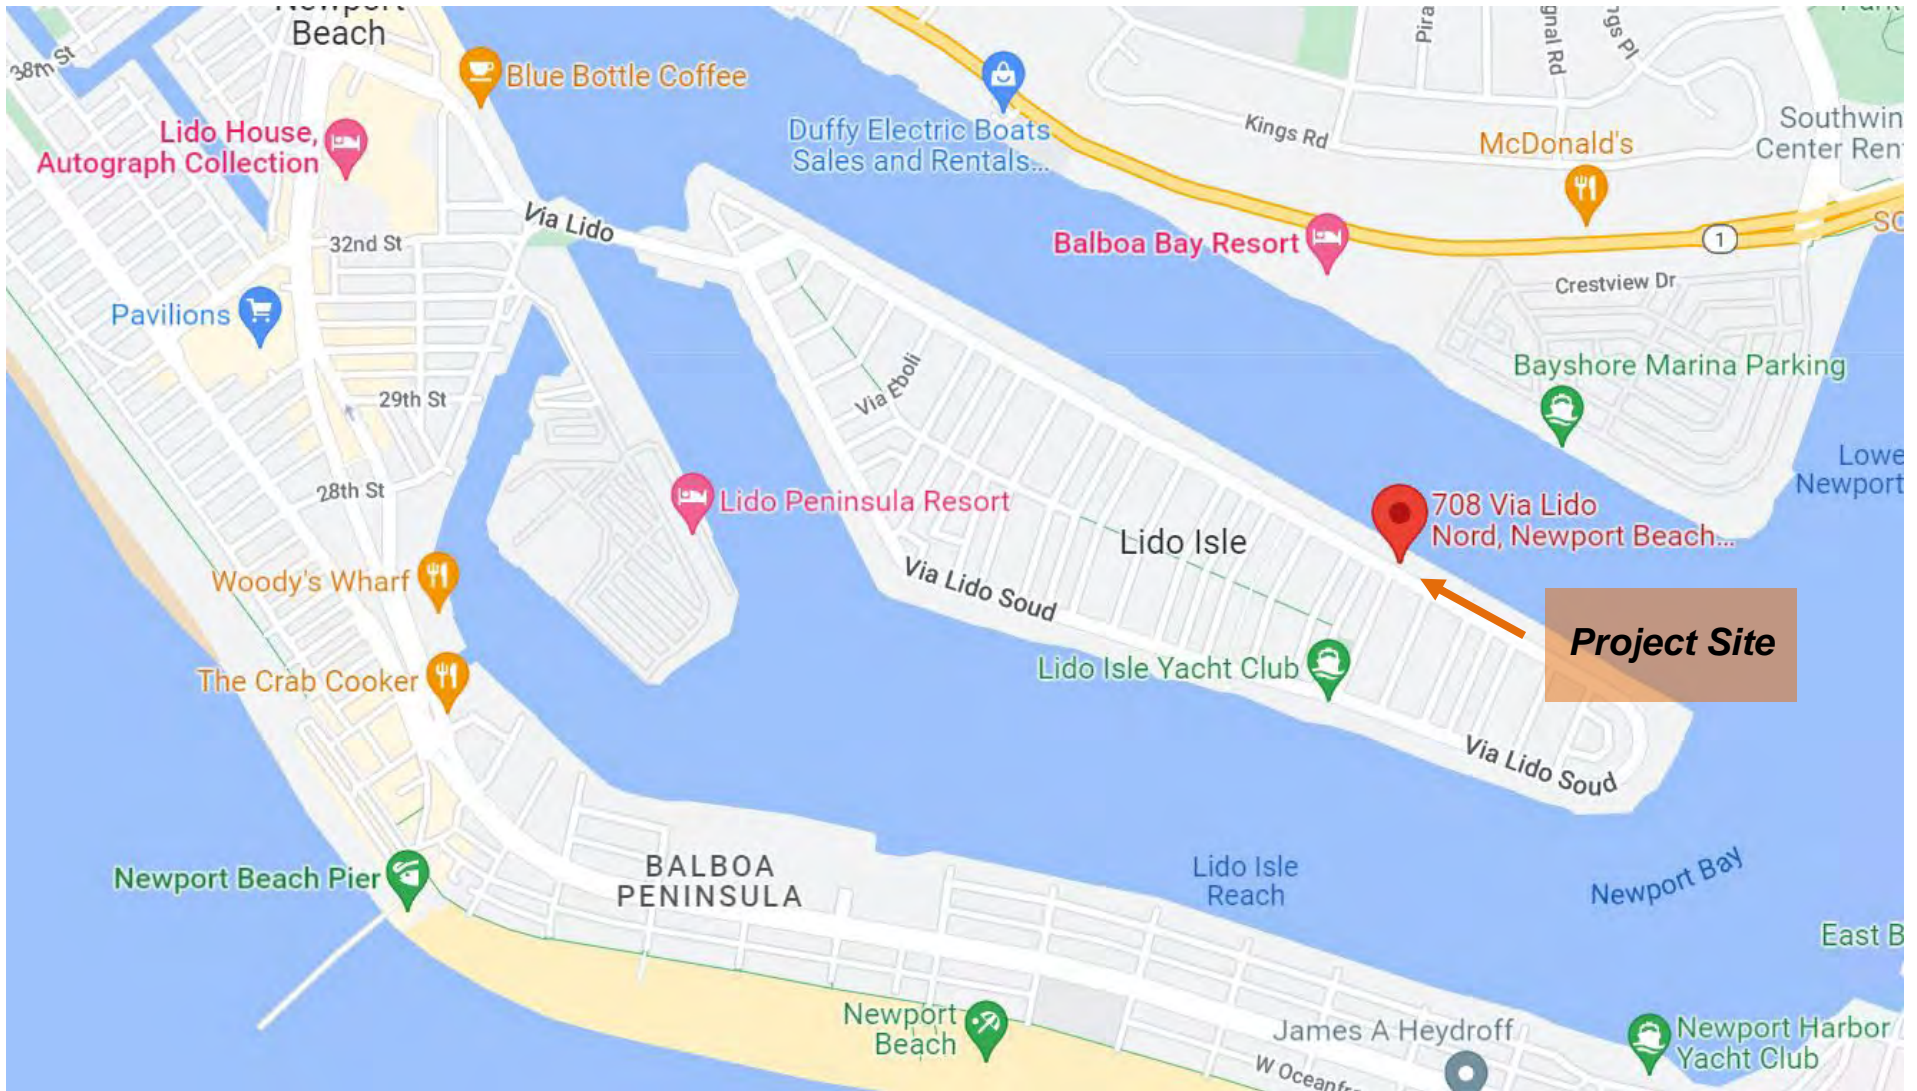 Newport
Beach
38th St
Blue Bottle Coffee
Lido House,
Autograph Collection
Duffy Electric Boats
Sales and Rentals...
Kings Rd
McDonald's
Southwin
Center Ren
Via Lido
32nd St
Balboa Bay Resort
1
SC
Crestview Dr
Pavilions
Bayshore Marina Parking
Via Eboli
29th St
Lowe
Newport
28th St
Lido Peninsula Resort
708 Via Lido
Nord, Newport Beach...
Lido Isle
Woody's Wharf
Via Lido Soud
Project Site
The Crab Cooker
Lido Isle Yacht Club
Via Lido Soud
BALBOA
PENINSULA
Lido Isle
Reach
Newport Bay
Newport Beach Pier
East B
Newport
Beach
James A Heydroff
Newport Harbor
Yacht Club
W Oceanfr